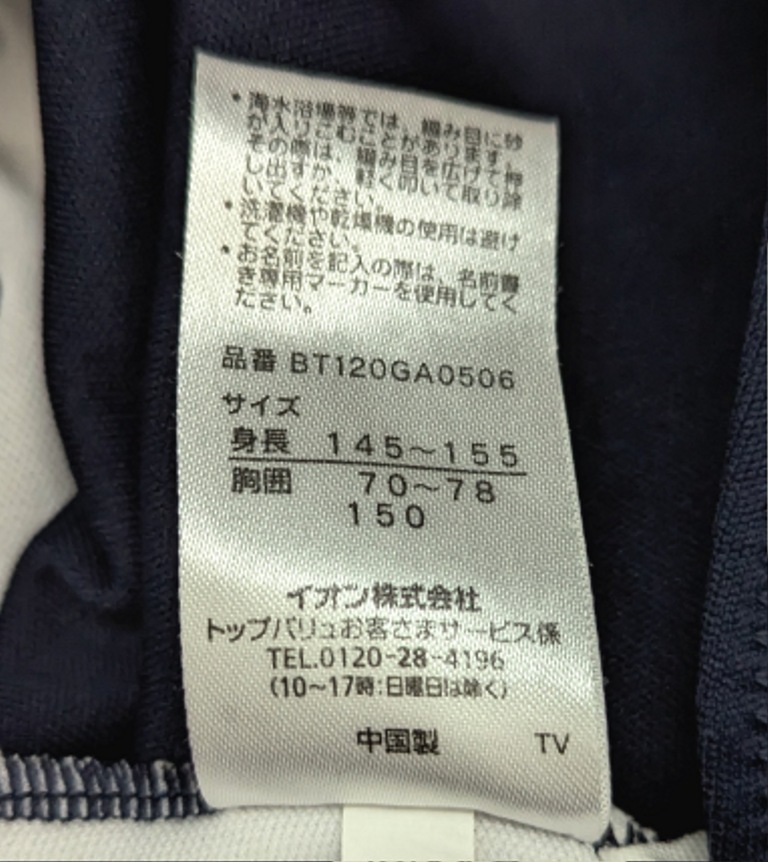 ・海水浴場等では、編み目に砂
が入りこむことがあります。
その際は、編み目を広げて押
し出すか、軽く叩いて取り除
いてください。
・洗濯機や乾燥機の使用は避け
てください。
・お名前を記入の際は、名前書
き専用マーカーを使用してく
ださい。
品番 BT120GA0506
サイズ
身長 145～155
胸囲 70～78
150
イオン株式会社
トップバリュお客さまサービス係
TEL.0120-28-4196
(10～17時:日曜日は除く)
中国製 TV